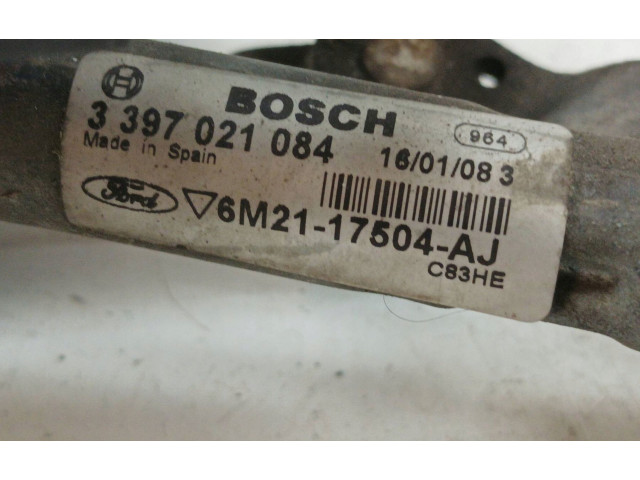 BOSCH
964
3 397 021 084
16/01/08 3
Made in Spain
Ford
6M21-17504-AJ
C83HE